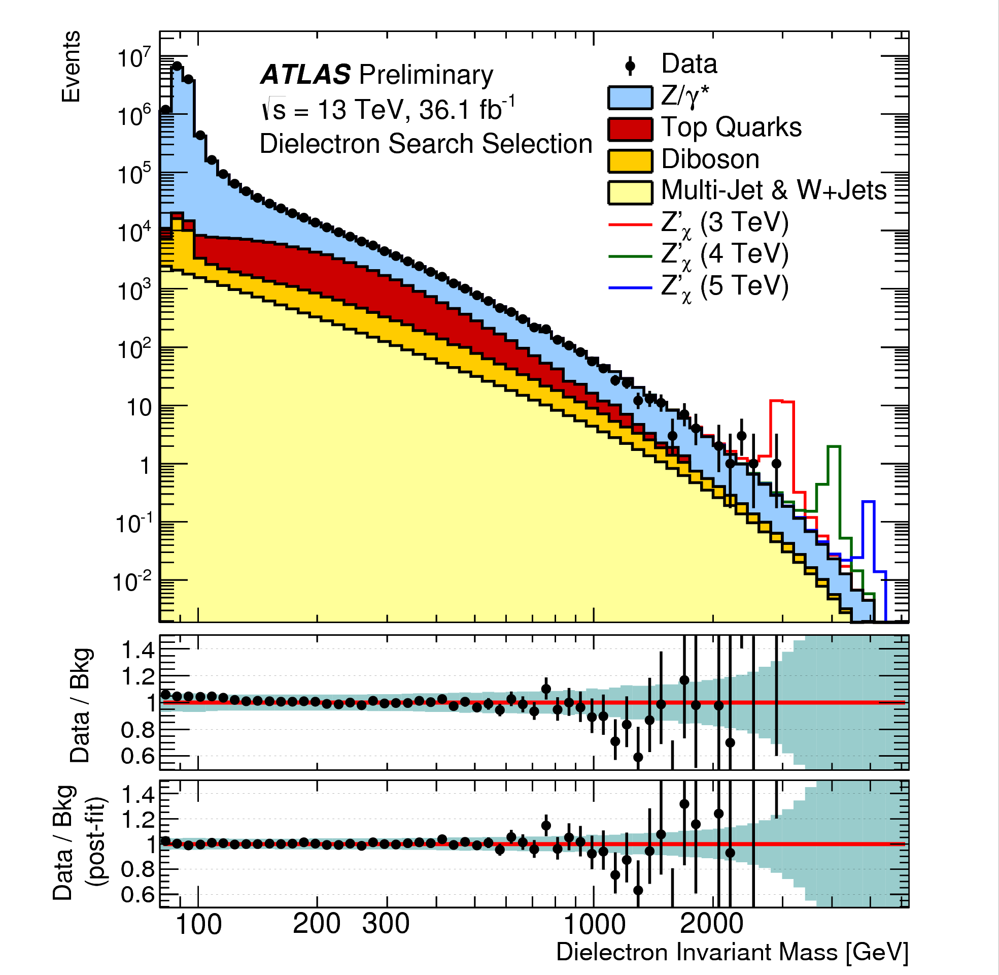 Events
10^7
10^6
10^5
10^4
10^3
10^2
10
1
10^-1
10^-2
ATLAS Preliminary
√s = 13 TeV, 36.1 fb^-1
Dielectron Search Selection
Data
Z/γ*
Top Quarks
Diboson
Multi-Jet & W+Jets
Z'χ (3 TeV)
Z'χ (4 TeV)
Z'χ (5 TeV)
Data / Bkg
1.4
1.2
1
0.8
0.6
Data / Bkg
(post-fit)
1.4
1.2
1
0.8
0.6
100 200 300 1000 2000
Dielectron Invariant Mass [GeV]